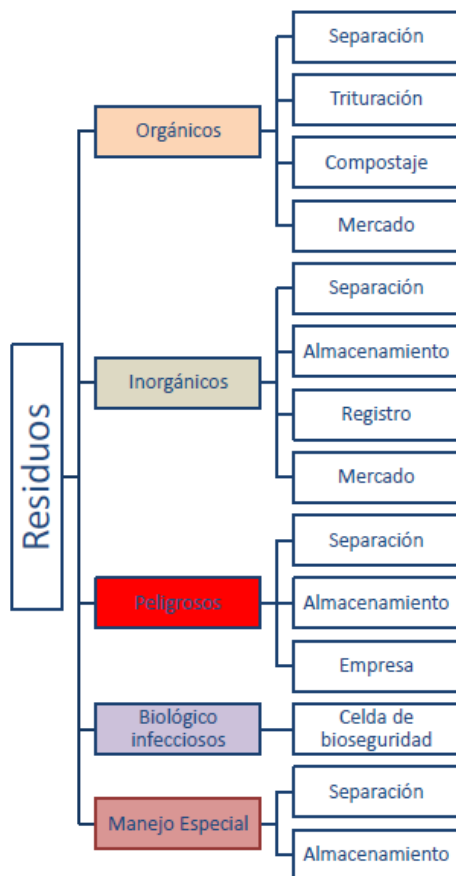 Residuos
Orgánicos
Separación
Trituración
Compostaje
Mercado
Inorgánicos
Separación
Almacenamiento
Registro
Mercado
Peligrosos
Separación
Almacenamiento
Empresa
Biológico
infecciosos
Celda de
bioseguridad
Manejo Especial
Separación
Almacenamiento